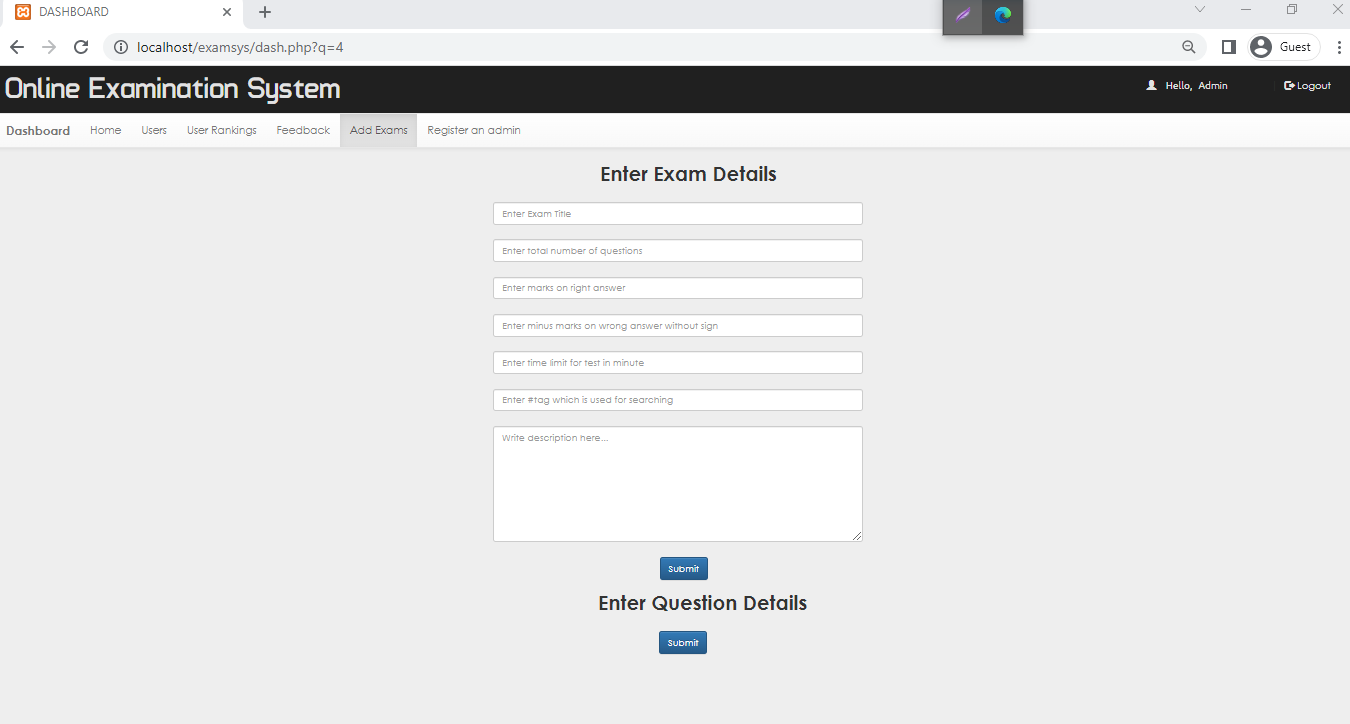 DASHBOARD
localhost/examsys/dash.php?q=4
Guest
Online Examination System
Hello, Admin
Logout
Dashboard Home Users User Rankings Feedback Add Exams Register an admin
Enter Exam Details
Enter Exam Title
Enter total number of questions
Enter marks on right answer
Enter minus marks on wrong answer without sign
Enter time limit for test in minute
Enter #tag which is used for searching
Write description here...
Submit
Enter Question Details
Submit